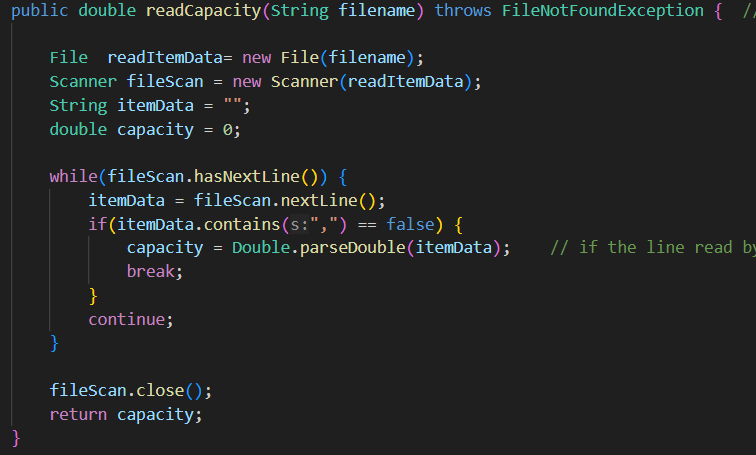 public double readCapacity(String filename) throws FileNotFoundException {  //
File  readItemData= new File(filename);
Scanner fileScan = new Scanner(readItemData);
String itemData = "";
double capacity = 0;
while(fileScan.hasNextLine()) {
itemData = fileScan.nextLine();
if(itemData.contains(s:",") == false) {
capacity = Double.parseDouble(itemData);    // if the line read by
break;
}
continue;
}
fileScan.close();
return capacity;
}